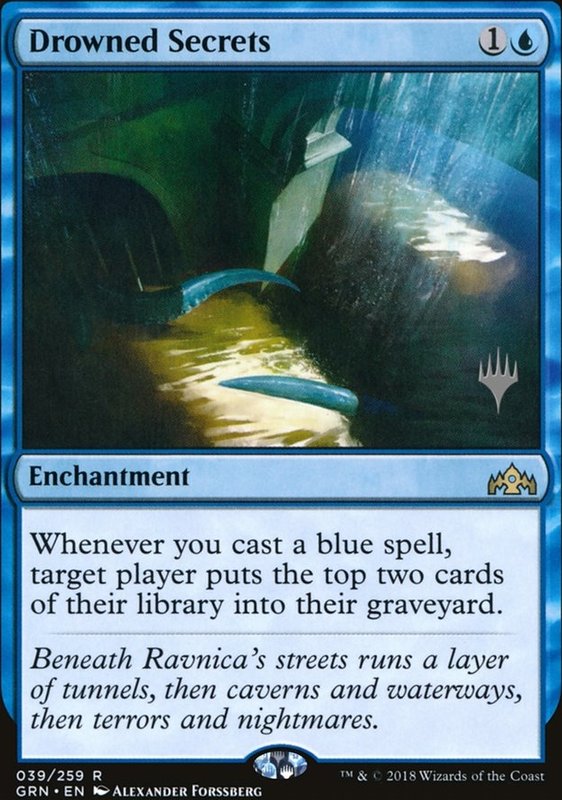 Drowned Secrets 1
Enchantment
Whenever you cast a blue spell,
target player puts the top two cards
of their library into their graveyard.
Beneath Ravnica's streets runs a layer
of tunnels, then caverns and waterways,
then terrors and nightmares.
039/259 R
GRN • EN Alexander Forssberg
™ & © 2018 Wizards of the Coast